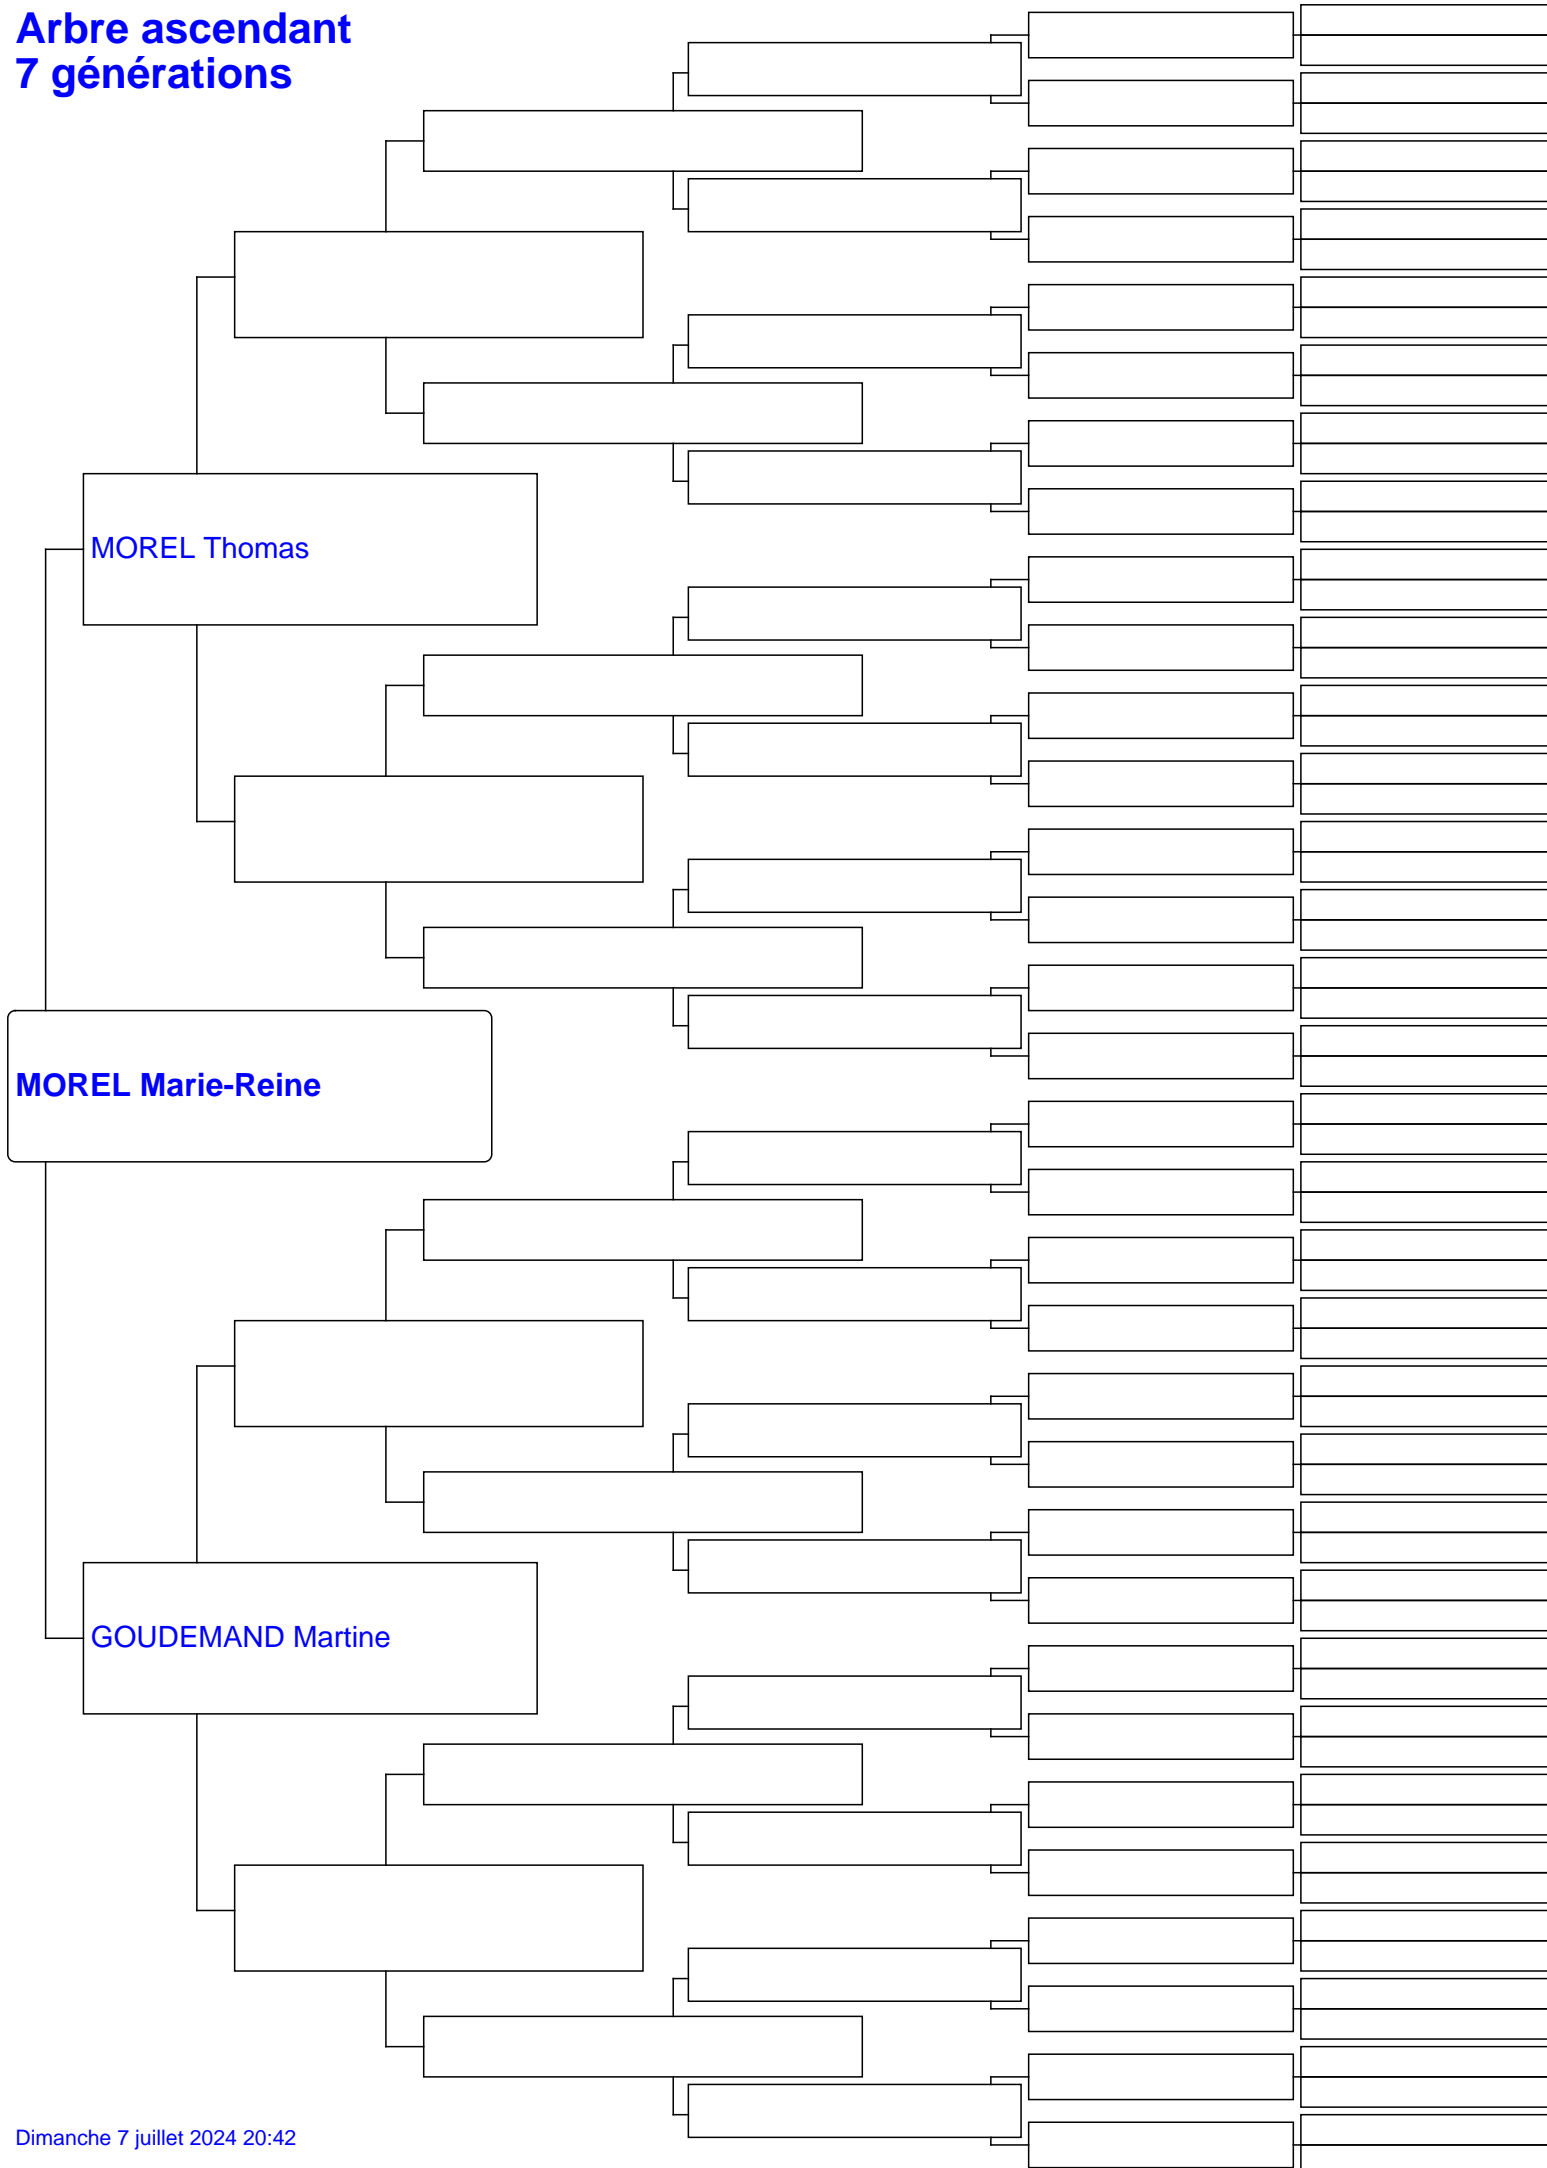 Arbre ascendant
7 générations
MOREL Thomas
MOREL Marie-Reine
GOUDEMAND Martine
Dimanche 7 juillet 2024 20:42